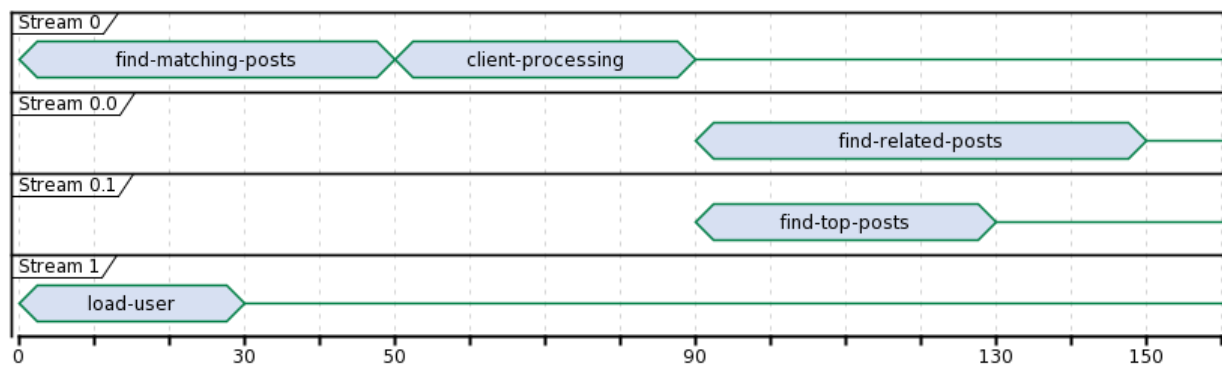 Stream 0
find-matching-posts client-processing
Stream 0.0
find-related-posts
Stream 0.1
find-top-posts
Stream 1
load-user
0 30 50 90 130 150